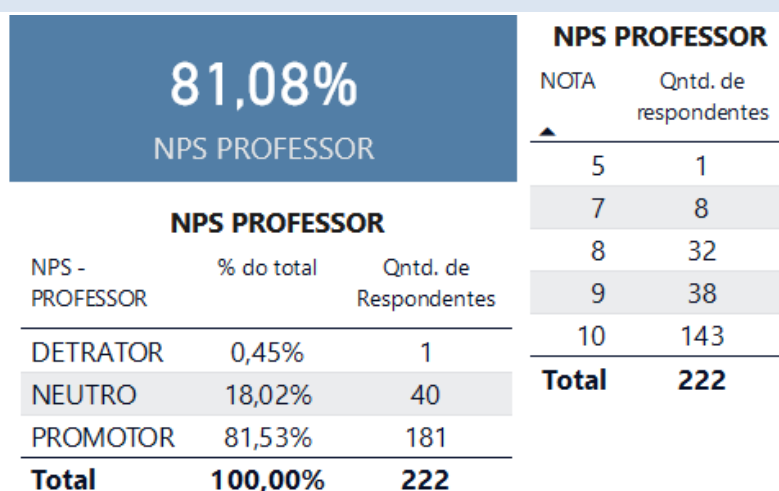 81,08%
NPS PROFESSOR
NPS PROFESSOR
NPS - % do total Qntd. de
PROFESSOR Respondentes
DETRATOR 0,45% 1
NEUTRO 18,02% 40
PROMOTOR 81,53% 181
Total 100,00% 222
NPS PROFESSOR
NOTA Qntd. de
respondentes
5 1
7 8
8 32
9 38
10 143
Total 222